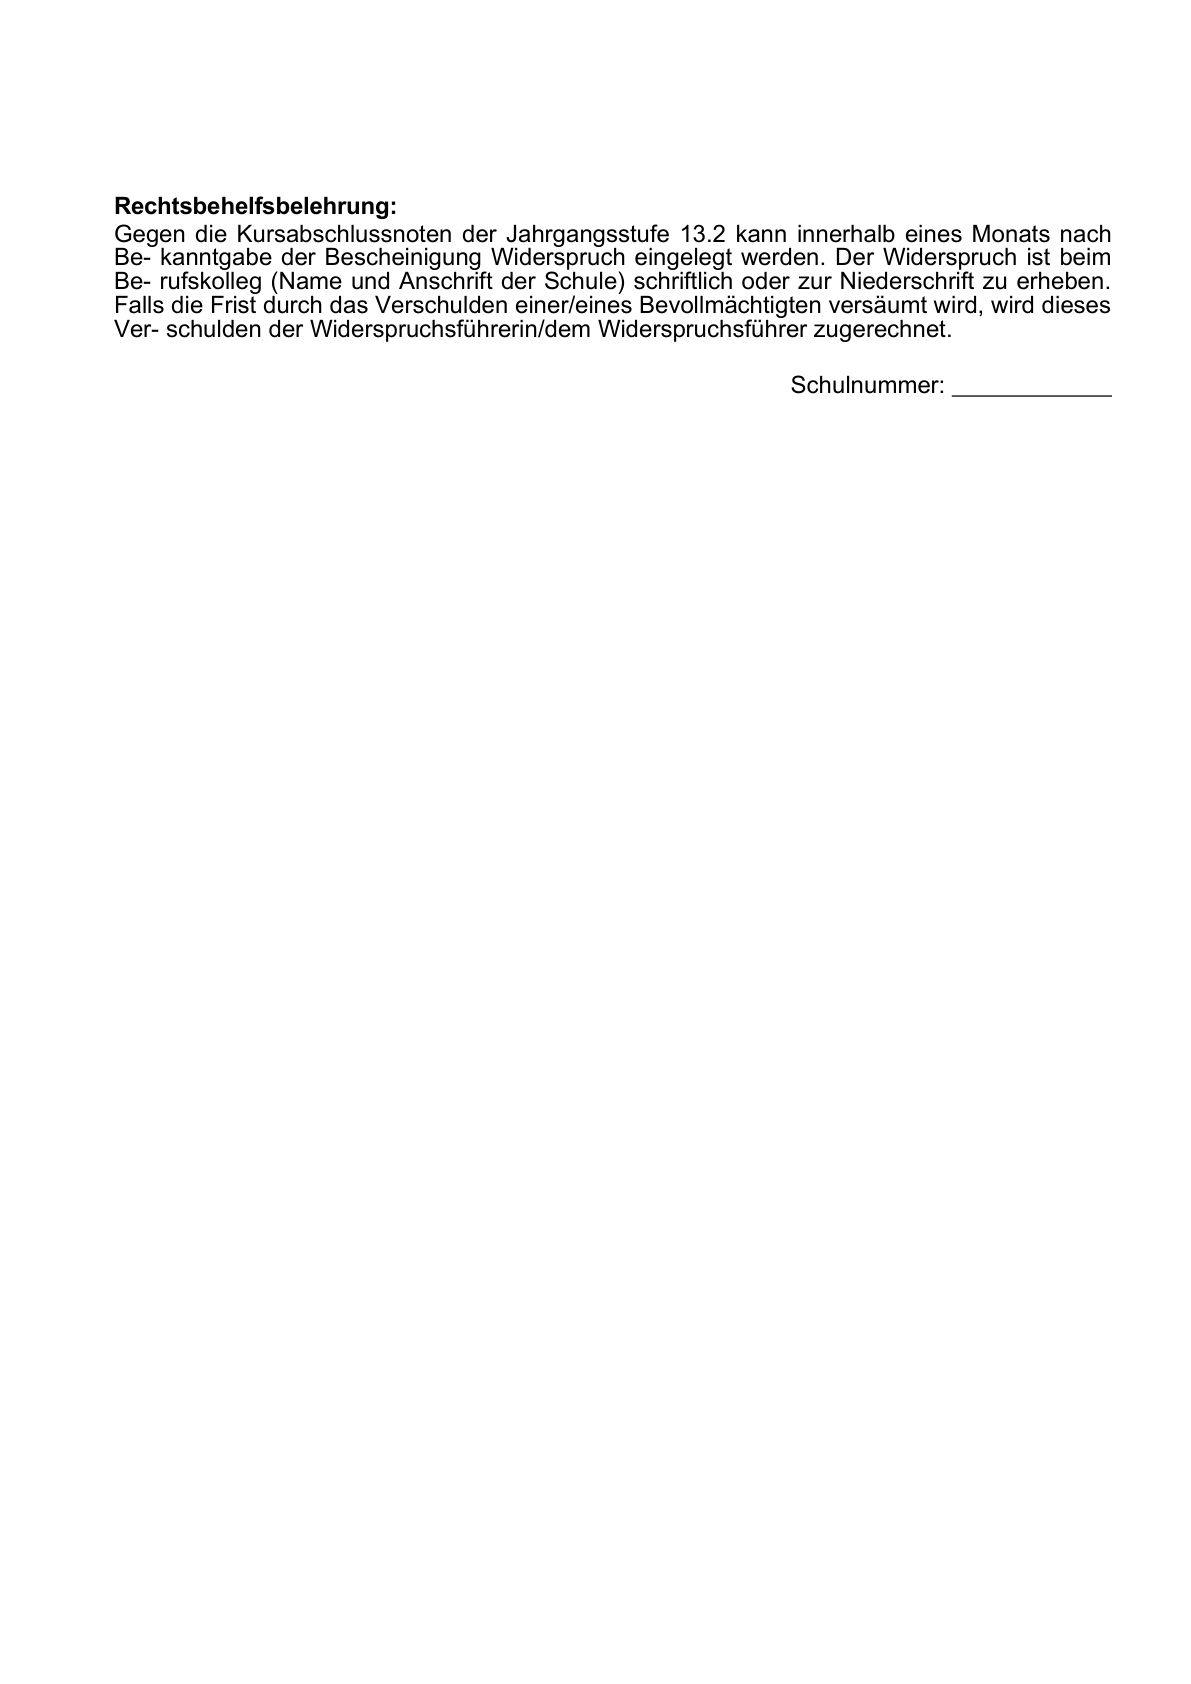 Rechtsbehelfsbelehrung:
Gegen die Kursabschlussnoten der Jahrgangsstufe 13.2 kann innerhalb eines Monats nach
Be- kanntgabe der Bescheinigung Widerspruch eingelegt werden. Der Widerspruch ist beim
Be- rufskolleg (Name und Anschrift der Schule) schriftlich oder zur Niederschrift zu erheben.
Falls die Frist durch das Verschulden einer/eines Bevollmächtigten versäumt wird, wird dieses
Ver- schulden der Widerspruchsführerin/dem Widerspruchsführer zugerechnet.
Schulnummer: ____________